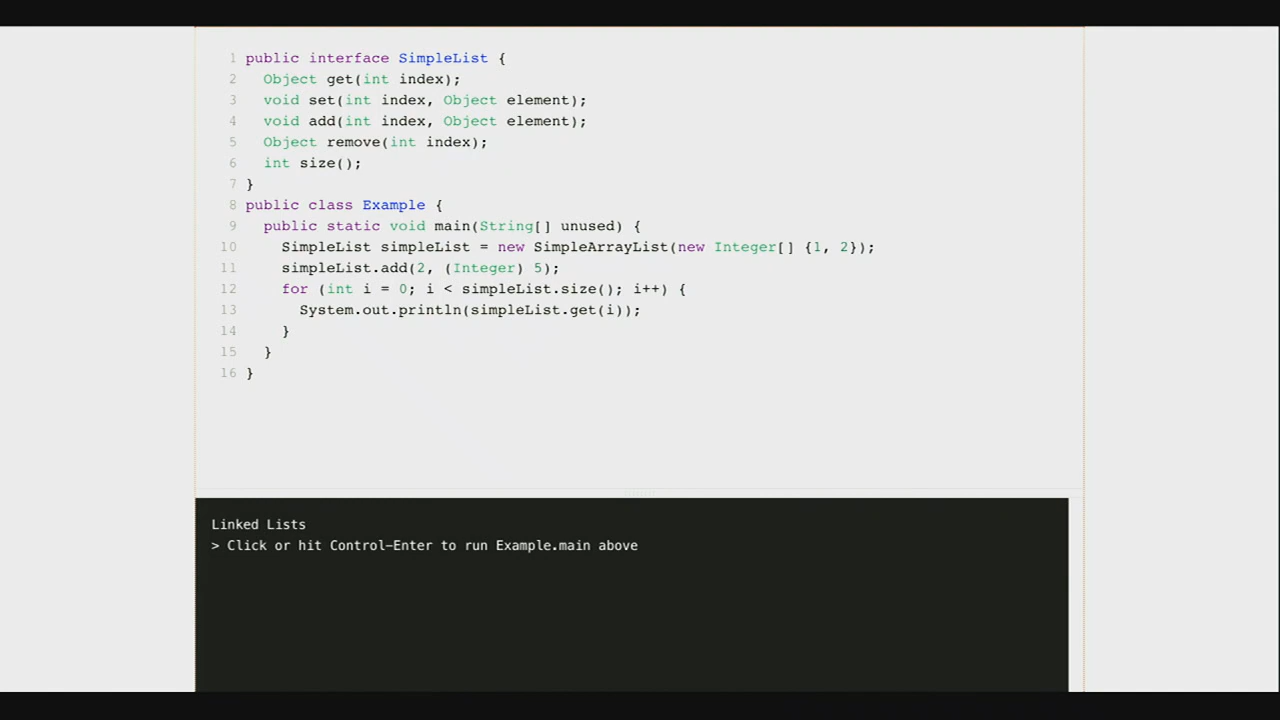 1 public interface SimpleList {
2   Object get(int index);
3   void set(int index, Object element);
4   void add(int index, Object element);
5   Object remove(int index);
6   int size();
7 }
8 public class Example {
9   public static void main(String[] unused) {
10     SimpleList simpleList = new SimpleArrayList(new Integer[] {1, 2});
11     simpleList.add(2, (Integer) 5);
12     for (int i = 0; i < simpleList.size(); i++) {
13       System.out.println(simpleList.get(i));
14     }
15   }
16 }
Linked Lists
> Click or hit Control-Enter to run Example.main above